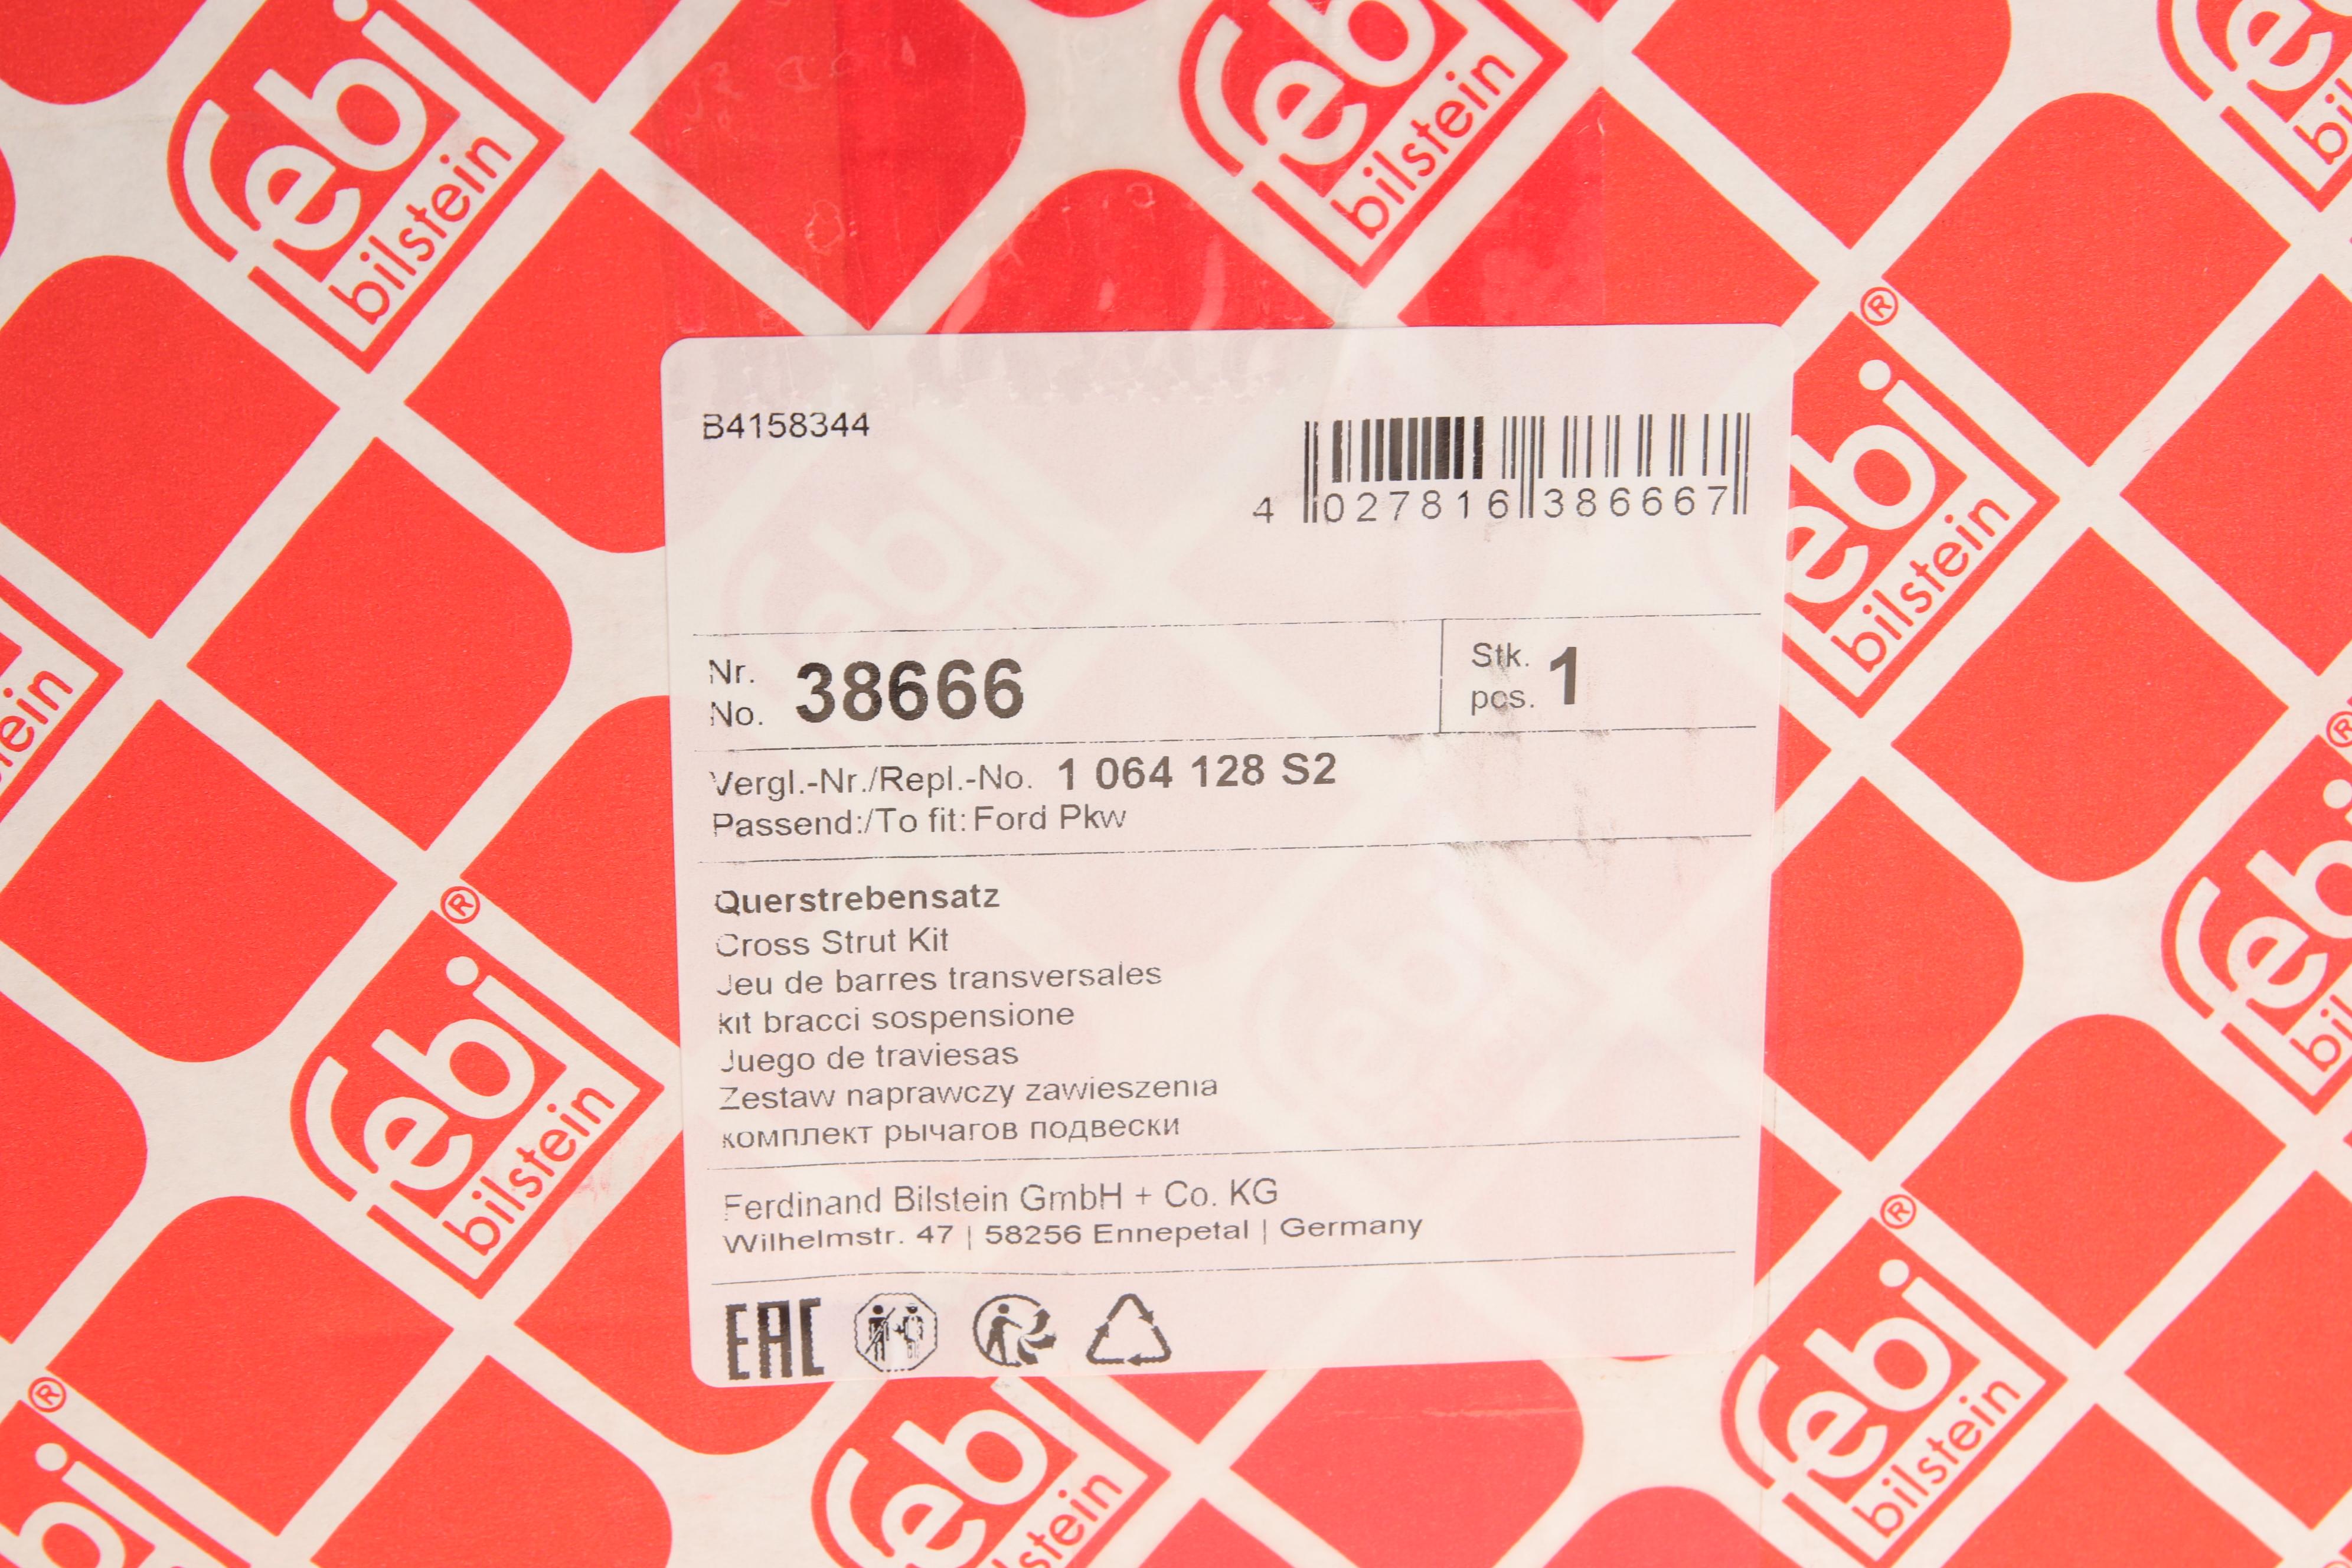 febi
bilstein
febi
bilstein
B4158344
4 027816 386667
Nr.
No. 38666
Stk.
pcs. 1
Vergl.-Nr./Repl.-No. 1 064 128 S2
Passend:/To fit: Ford Pkw
Querstrebensatz
Cross Strut Kit
Jeu de barres transversales
kit bracci sospensione
Juego de traviesas
Zestaw naprawczy zawieszenia
комплект рычагов подвески
Ferdinand Bilstein GmbH + Co. KG
Wilhelmstr. 47 | 58256 Ennepetal | Germany
EAC
febi®
bilstein
febi®
bilstein
febi®
bilstein
febi